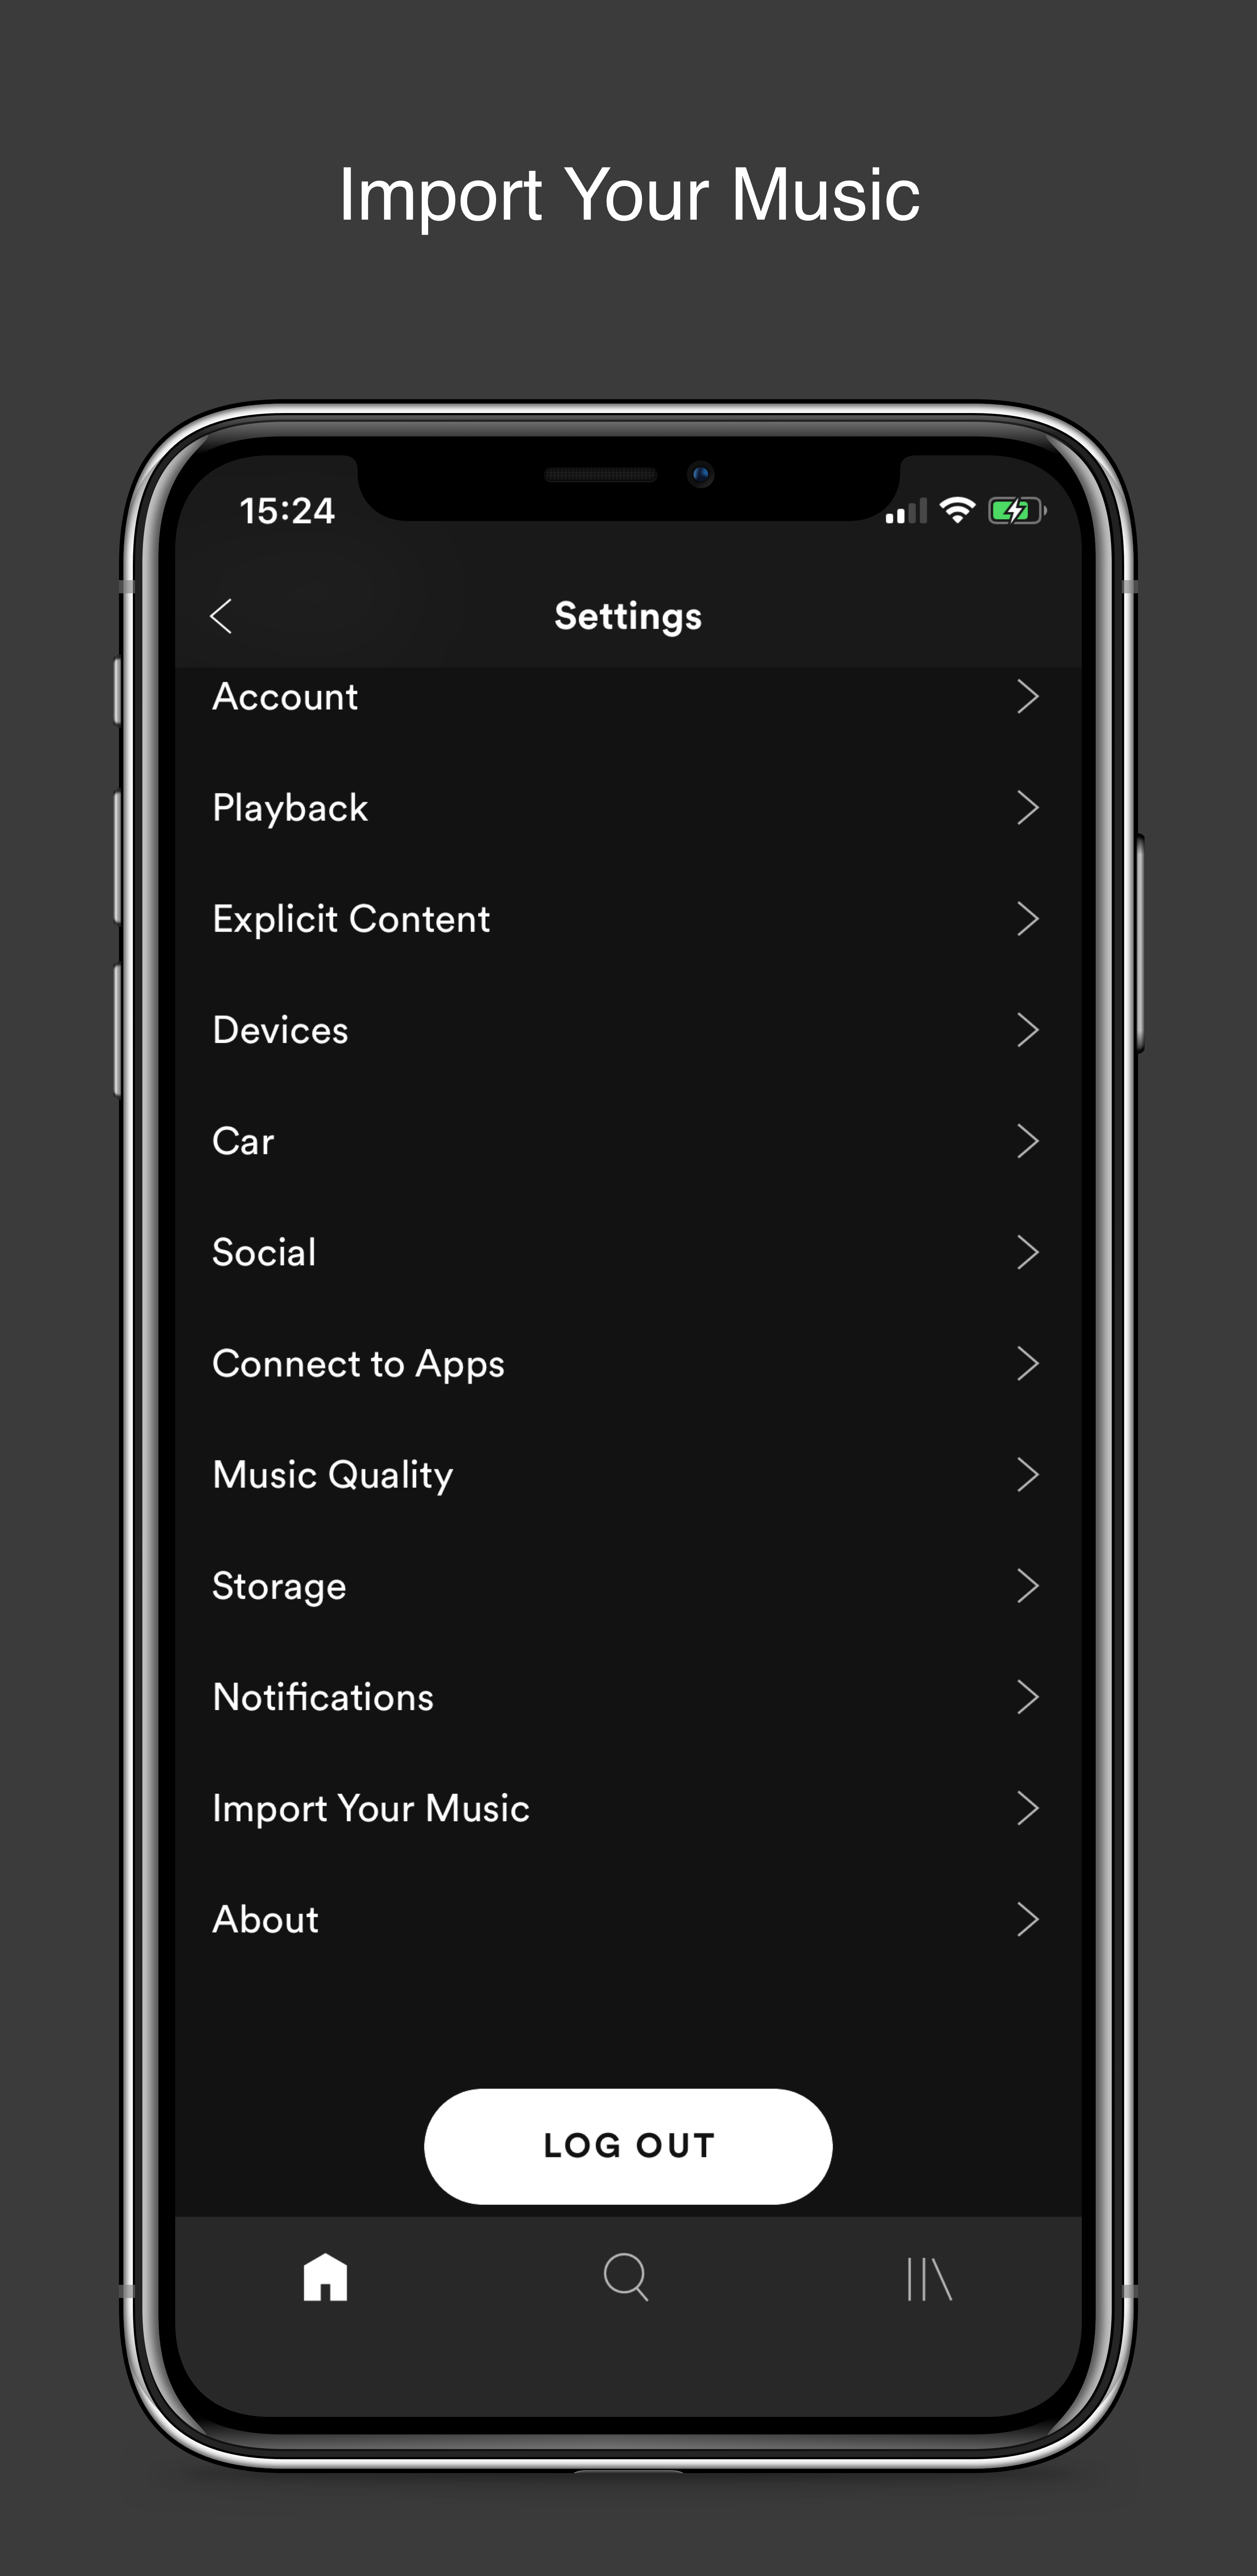 Import Your Music
15:24
Settings
Account
Playback
Explicit Content
Devices
Car
Social
Connect to Apps
Music Quality
Storage
Notifications
Import Your Music
About
LOG OUT